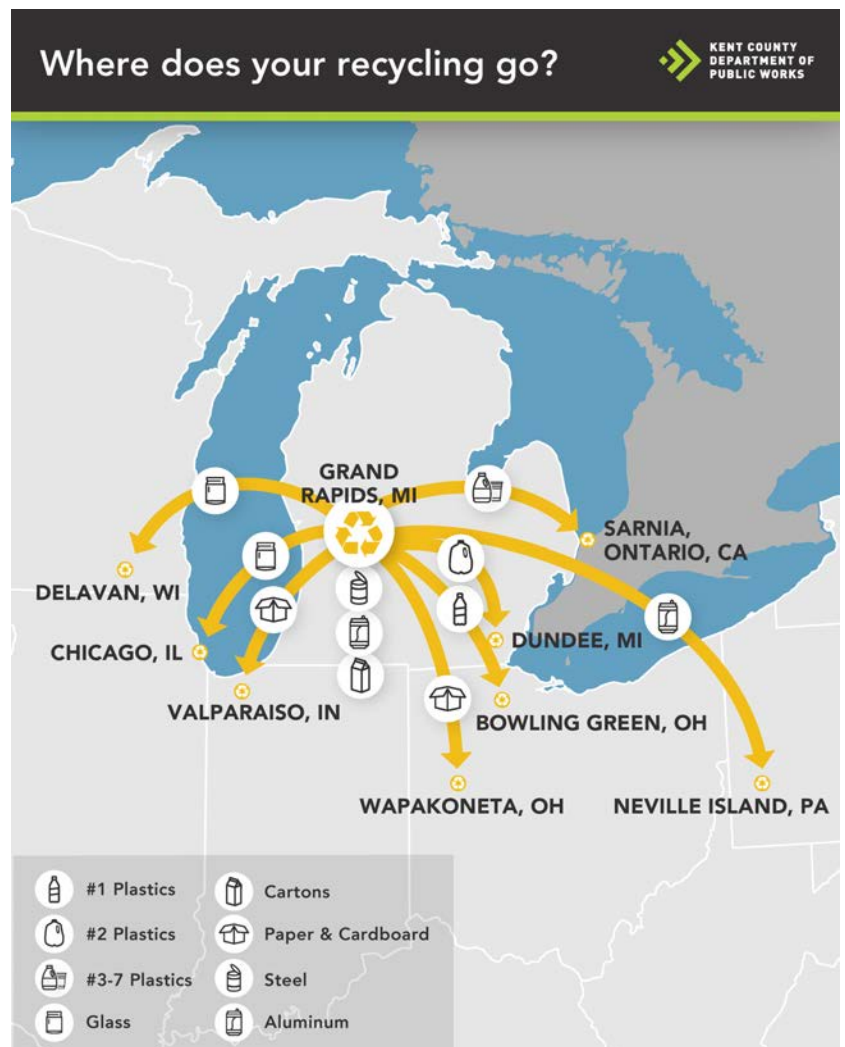 Where does your recycling go?
KENT COUNTY
DEPARTMENT OF
PUBLIC WORKS
GRAND
RAPIDS, MI
SARNIA,
ONTARIO, CA
DELAVAN, WI
CHICAGO, IL
DUNDEE, MI
VALPARAISO, IN
BOWLING GREEN, OH
WAPAKONETA, OH
NEVILLE ISLAND, PA
#1 Plastics
#2 Plastics
#3-7 Plastics
Glass
Cartons
Paper & Cardboard
Steel
Aluminum